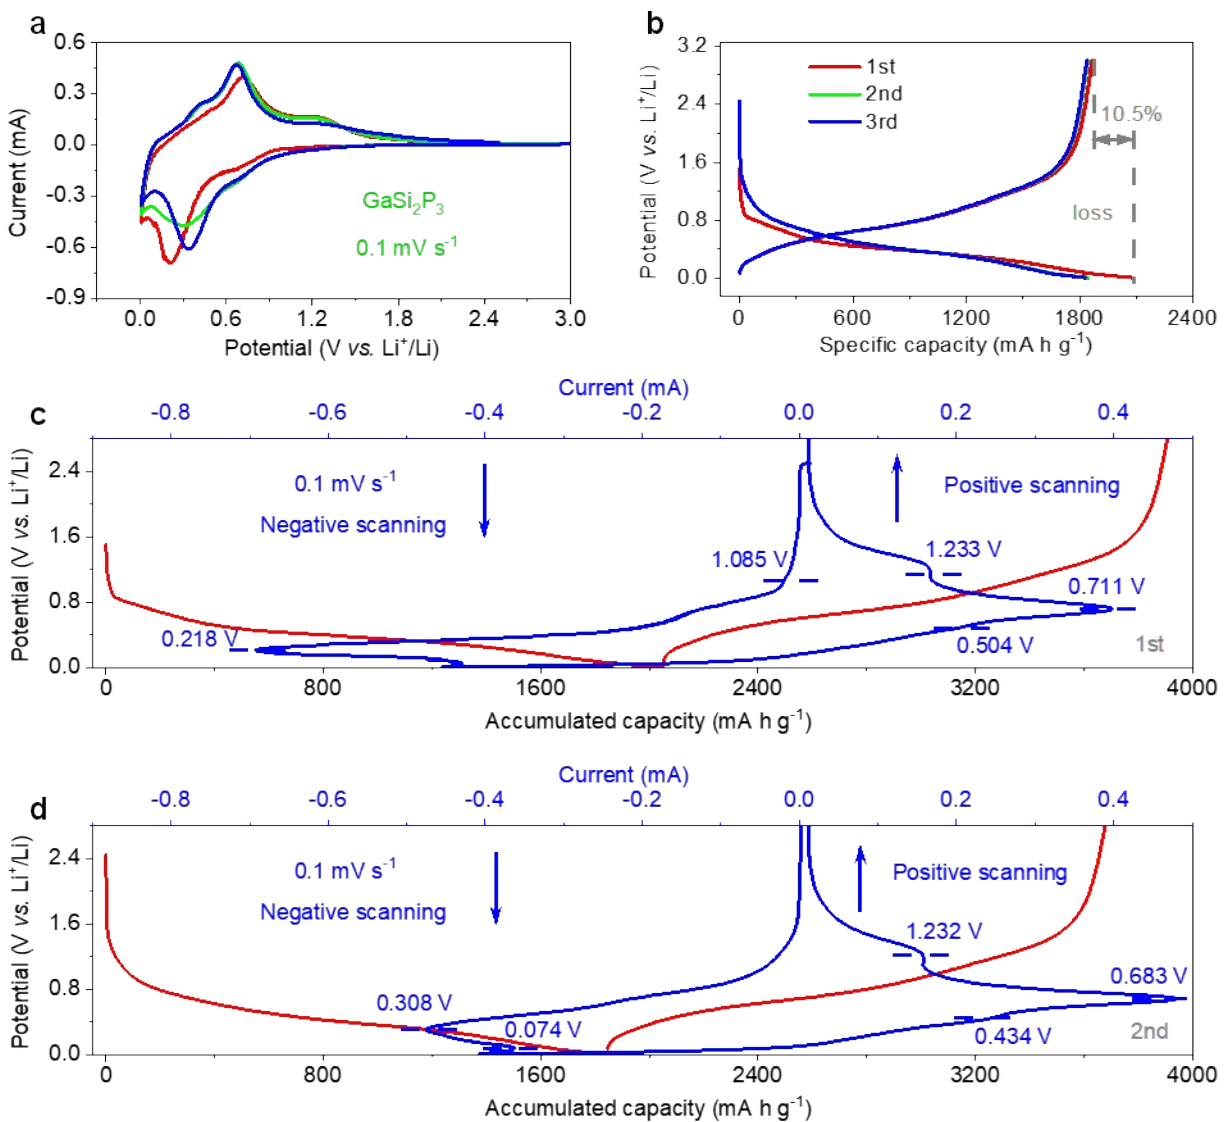 a
0.6
0.3
0.0
-0.3
-0.6
-0.9
Current (mA)
GaSi₂P₃
0.1 mV s⁻¹
0.0 0.6 1.2 1.8 2.4 3.0
Potential (V vs. Li⁺/Li)
b
3.2
2.4
1.6
0.8
0.0
Potential (V vs. Li⁺/Li)
1st
2nd
3rd
10.5%
loss
0 600 1200 1800 2400
Specific capacity (mA h g⁻¹)
c
Current (mA)
-0.8 -0.6 -0.4 -0.2 0.0 0.2 0.4
2.4
1.6
0.8
0.0
Potential (V vs. Li⁺/Li)
0.1 mV s⁻¹
Negative scanning
Positive scanning
1.085 V
1.233 V
0.711 V
0.218 V
0.504 V
1st
0 800 1600 2400 3200 4000
Accumulated capacity (mA h g⁻¹)
d
Current (mA)
-0.8 -0.6 -0.4 -0.2 0.0 0.2 0.4
2.4
1.6
0.8
0.0
Potential (V vs. Li⁺/Li)
0.1 mV s⁻¹
Negative scanning
Positive scanning
1.232 V
0.683 V
0.308 V
0.074 V
0.434 V
2nd
0 800 1600 2400 3200 4000
Accumulated capacity (mA h g⁻¹)